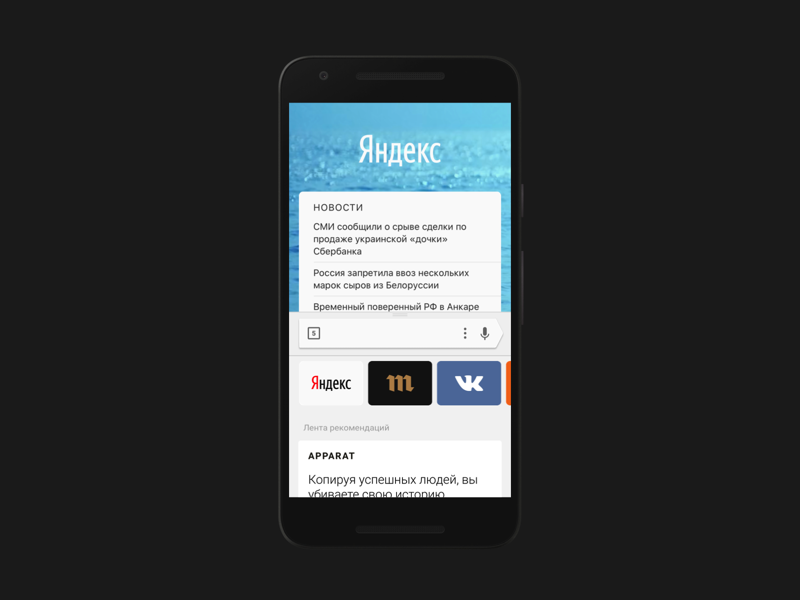 Яндекс
НОВОСТИ
СМИ сообщили о срыве сделки по
продаже украинской «дочки»
Сбербанка
Россия запретила ввоз нескольких
марок сыров из Белоруссии
Временный поверенный РФ в Анкаре
5
Яндекс
m
VK
Лента рекомендаций
APPARAT
Копируя успешных людей, вы
убиваете свою историю